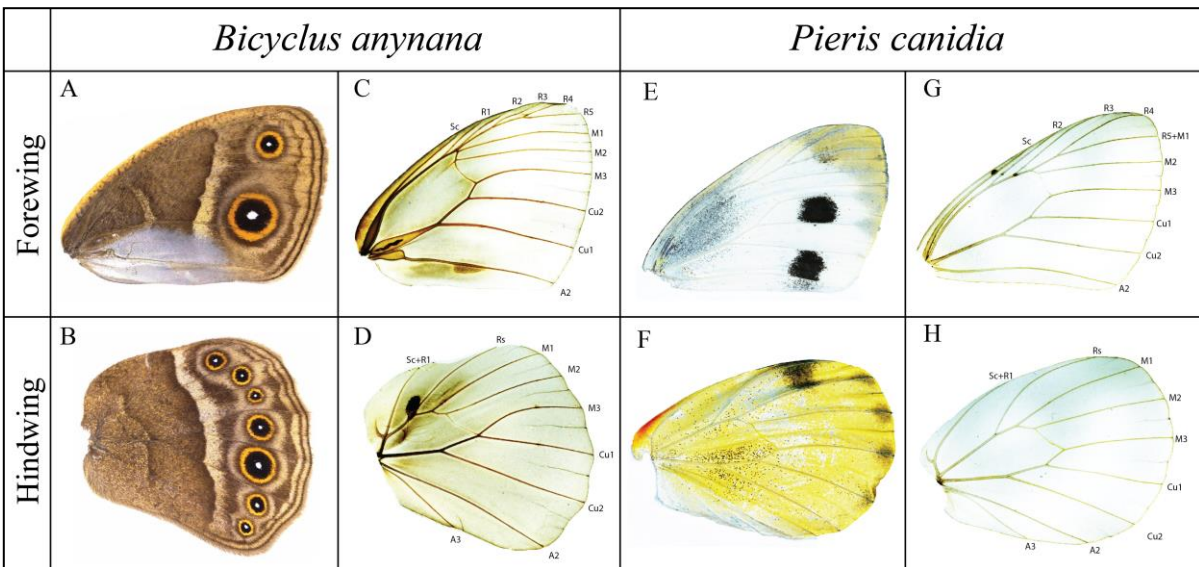 Bicyclus anynana
Pieris canidia
Forewing
A
C
Sc
R1
R2
R3
R4
R5
M1
M2
M3
Cu2
Cu1
A2
E
G
Sc
R2
R3
R4
R5+M1
M2
M3
Cu1
Cu2
A2
Hindwing
B
D
Sc+R1
Rs
M1
M2
M3
Cu1
Cu2
A2
A3
F
H
Sc+R1
Rs
M1
M2
M3
Cu1
Cu2
A2
A3